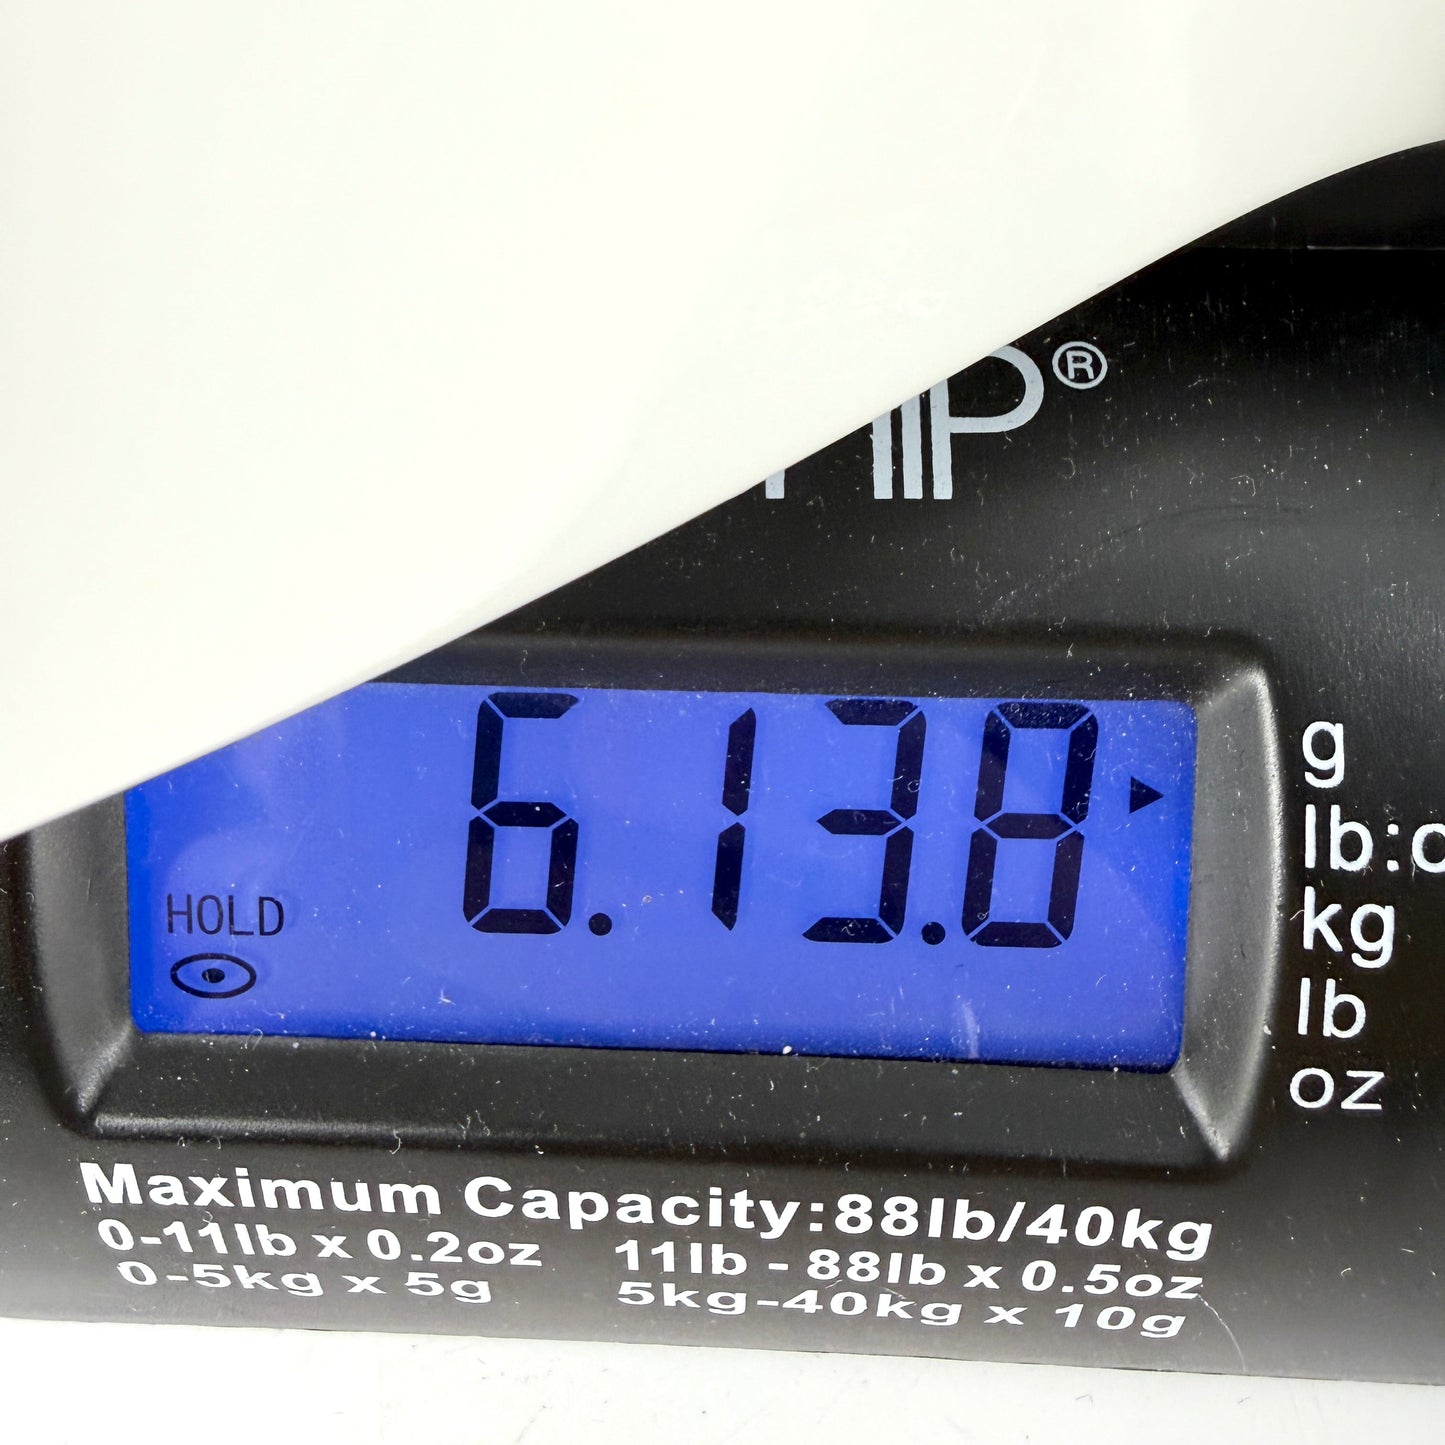 IP®
6.13.8
HOLD
g
lb:o
kg
lb
oz
Maximum Capacity:88lb/40kg
0-11lb x 0.2oz 11lb - 88lb x 0.5oz
0-5kg x 5g 5kg-40kg x 10g